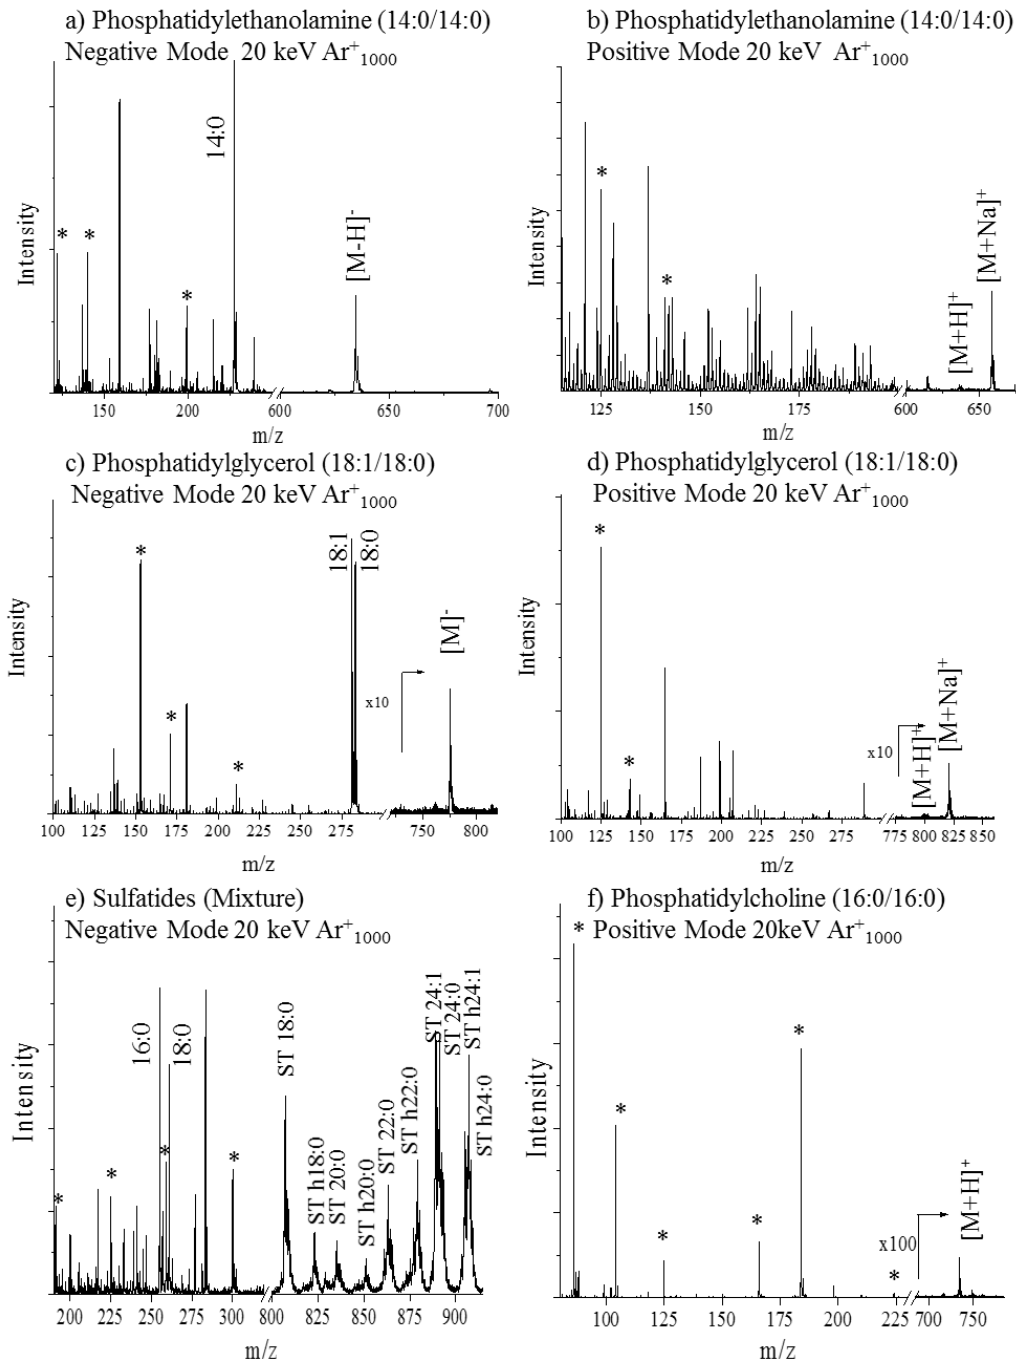 a) Phosphatidylethanolamine (14:0/14:0)
Negative Mode 20 keV Ar⁺₁₀₀₀
Intensity
* * *
14:0
[M-H]⁻
150 200 600 650 700
m/z
b) Phosphatidylethanolamine (14:0/14:0)
Positive Mode 20 keV Ar⁺₁₀₀₀
Intensity
* *
[M+H]⁺
[M+Na]⁺
125 150 175 600 650
m/z
c) Phosphatidylglycerol (18:1/18:0)
Negative Mode 20 keV Ar⁺₁₀₀₀
Intensity
* * *
18:1
18:0
x10
[M]⁻
100 125 150 175 200 225 250 275 750 800
m/z
d) Phosphatidylglycerol (18:1/18:0)
Positive Mode 20 keV Ar⁺₁₀₀₀
Intensity
* *
x10
[M+H]⁺
[M+Na]⁺
100 125 150 175 200 225 250 275 775 800 825 850
m/z
e) Sulfatides (Mixture)
Negative Mode 20 keV Ar⁺₁₀₀₀
Intensity
* * * *
16:0
18:0
ST 18:0
ST h18:0
ST 20:0
ST h20:0
ST 22:0
ST h22:0
ST 24:1
ST 24:0
ST h24:1
ST h24:0
200 220 240 260 280 300 800 825 850 875 900
m/z
f) Phosphatidylcholine (16:0/16:0)
* Positive Mode 20keV Ar⁺₁₀₀₀
Intensity
* * * * *
x100
[M+H]⁺
100 120 140 160 180 200 225 700 750
m/z